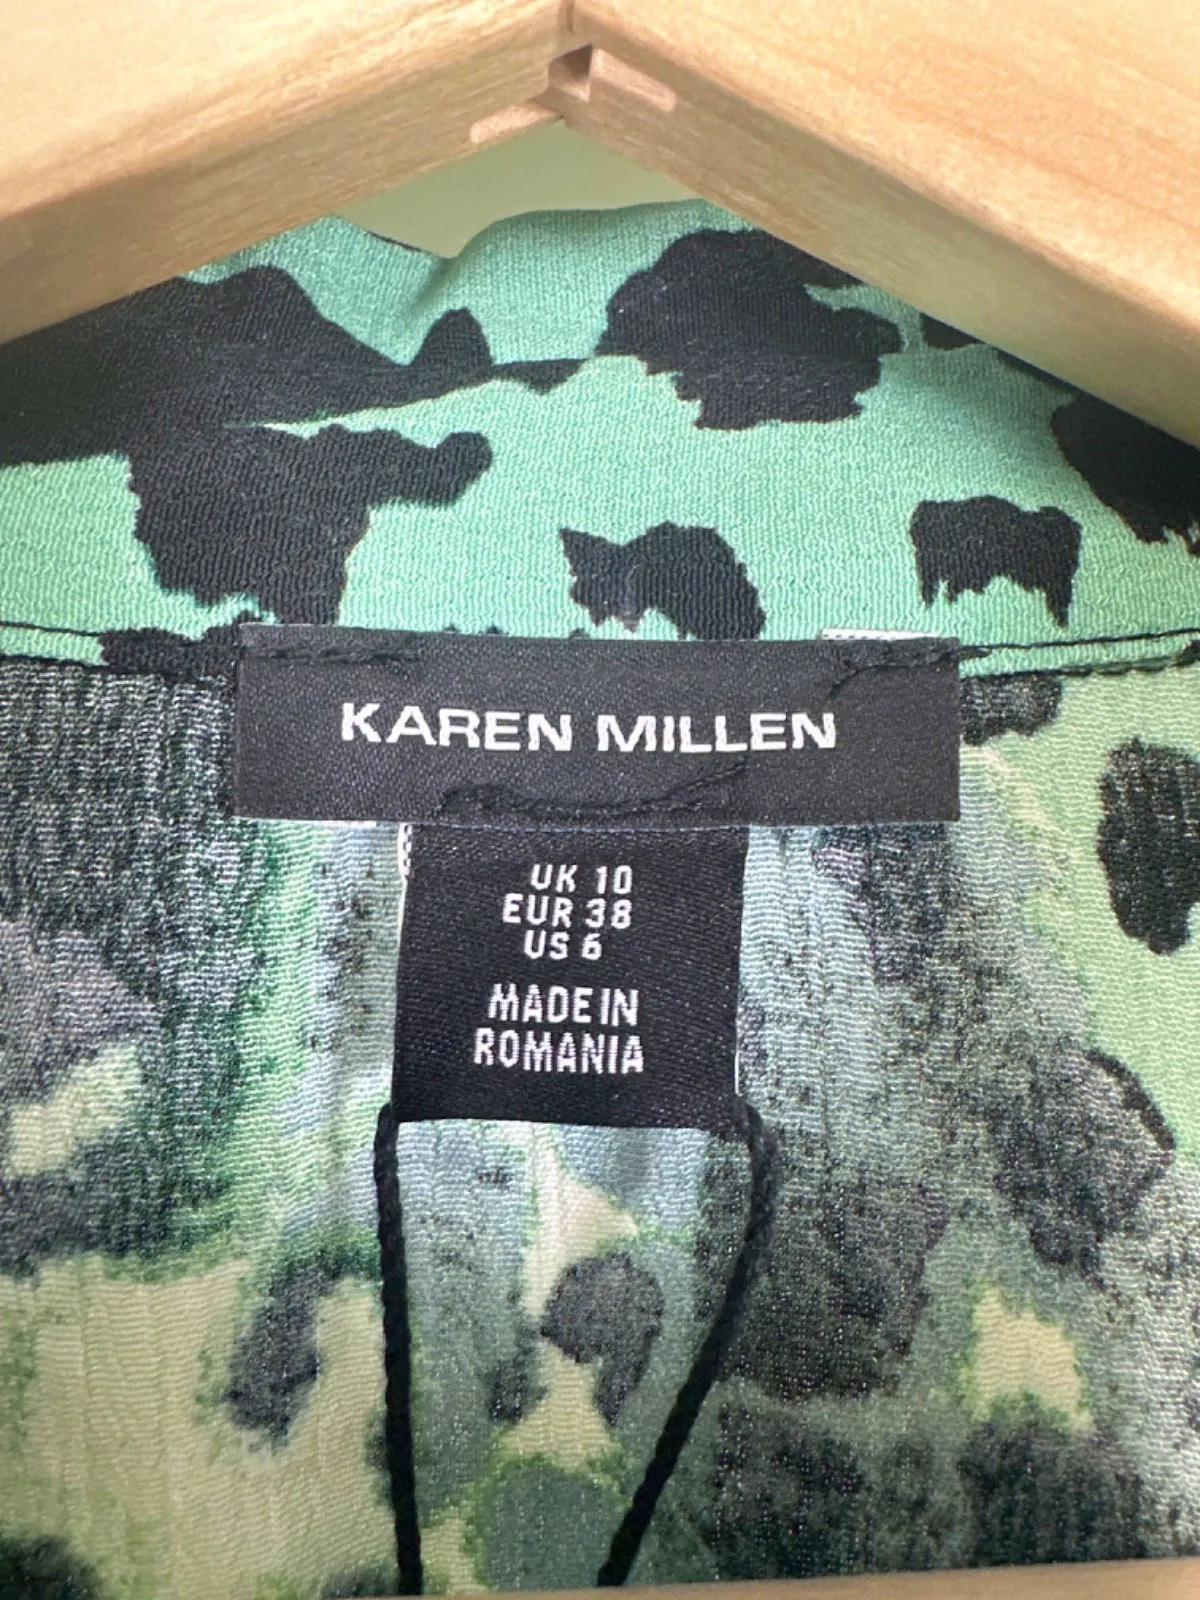 KAREN MILLEN
UK 10
EUR 38
US 6
MADE IN
ROMANIA